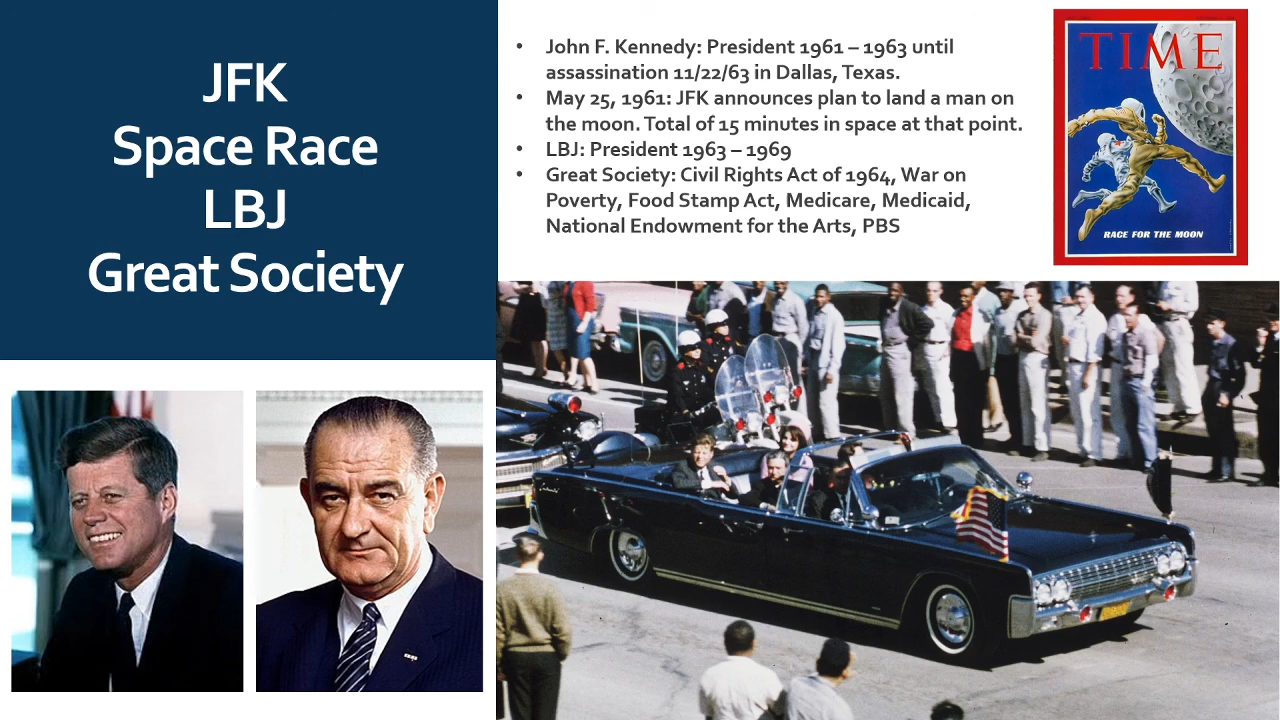 JFK
Space Race
LBJ
Great Society
• John F. Kennedy: President 1961 – 1963 until
assassination 11/22/63 in Dallas, Texas.
• May 25, 1961: JFK announces plan to land a man on
the moon. Total of 15 minutes in space at that point.
• LBJ: President 1963 – 1969
• Great Society: Civil Rights Act of 1964, War on
Poverty, Food Stamp Act, Medicare, Medicaid,
National Endowment for the Arts, PBS
TIME
RACE FOR THE MOON